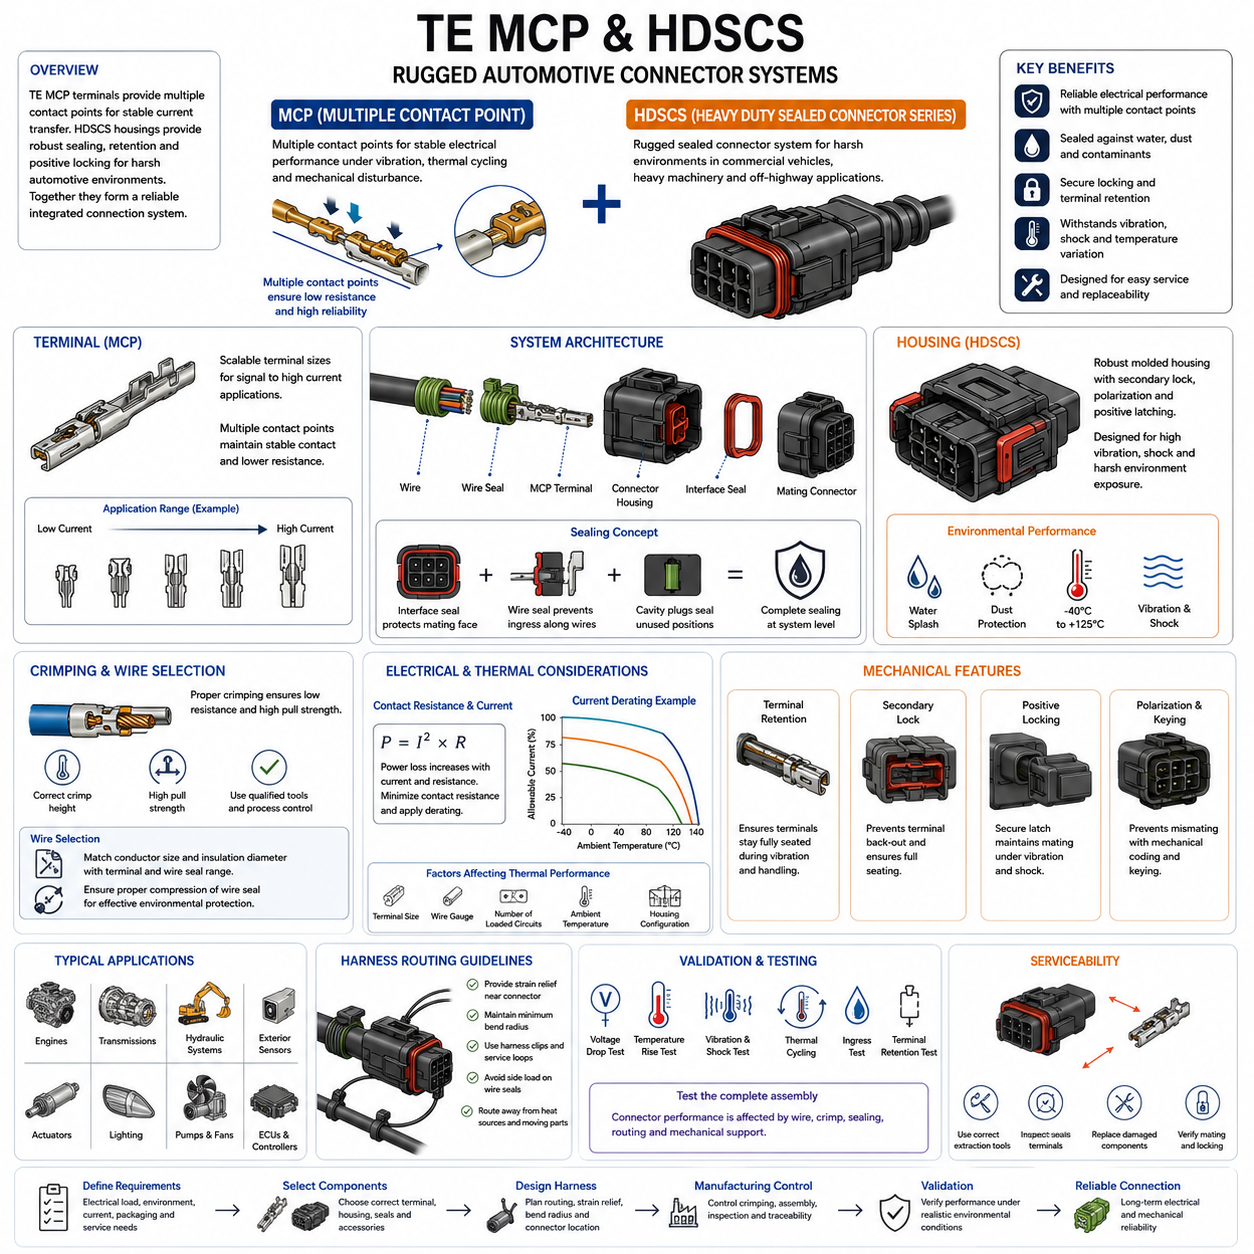 TE MCP & HDSCS
RUGGED AUTOMOTIVE CONNECTOR SYSTEMS
OVERVIEW
TE MCP terminals provide multiple
contact points for stable current
transfer. HDSCS housings provide
robust sealing, retention and
positive locking for harsh
automotive environments.
Together they form a reliable
integrated connection system.
MCP (MULTIPLE CONTACT POINT)
Multiple contact points for stable electrical
performance under vibration, thermal cycling
and mechanical disturbance.
Multiple contact points
ensure low resistance
and high reliability
+
HDSCS (HEAVY DUTY SEALED CONNECTOR SERIES)
Rugged sealed connector system for harsh
environments in commercial vehicles,
heavy machinery and off-highway applications.
KEY BENEFITS
Reliable electrical performance
with multiple contact points
Sealed against water, dust
and contaminants
Secure locking and
terminal retention
Withstands vibration,
shock and temperature
variation
Designed for easy service
and replaceability
TERMINAL (MCP)
Scalable terminal sizes
for signal to high current
applications.
Multiple contact points
maintain stable contact
and lower resistance.
Application Range (Example)
Low Current
High Current
SYSTEM ARCHITECTURE
Wire
Wire Seal
MCP Terminal
Connector
Housing
Interface Seal
Mating Connector
Sealing Concept
+
+
=
Interface seal
protects mating face
Wire seal prevents
ingress along wires
Cavity plugs seal
unused positions
Complete sealing
at system level
HOUSING (HDSCS)
Robust molded housing
with secondary lock,
polarization and
positive latching.
Designed for high
vibration, shock and
harsh environment
exposure.
Environmental Performance
Water
Splash
Dust
Protection
-40°C
to +125°C
Vibration &
Shock
CRIMPING & WIRE SELECTION
Proper crimping ensures low
resistance and high pull strength.
Correct crimp
height
High pull
strength
Use qualified tools
and process control
Wire Selection
Match conductor size and insulation diameter
with terminal and wire seal range.
Ensure proper compression of wire seal
for effective environmental protection.
ELECTRICAL & THERMAL CONSIDERATIONS
Contact Resistance & Current
P = I² × R
Power loss increases with
current and resistance.
Minimize contact resistance
and apply derating.
Current Derating Example
Allowable Current (%)
100
75
50
25
0
-40 0 40 80 120 140
Ambient Temperature (°C)
Factors Affecting Thermal Performance
Terminal Size
Wire Gauge
Number of
Loaded Circuits
Ambient
Temperature
Housing
Configuration
MECHANICAL FEATURES
Terminal
Retention
Ensures terminals
stay fully seated
during vibration
and handling.
Secondary
Lock
Prevents terminal
back-out and
ensures full
seating.
Positive
Locking
Secure latch
maintains mating
under vibration
and shock.
Polarization &
Keying
Prevents mismating
with mechanical
coding and
keying.
TYPICAL APPLICATIONS
Engines
Transmissions
Hydraulic
Systems
Exterior
Sensors
Actuators
Lighting
Pumps & Fans
ECUs &
Controllers
HARNESS ROUTING GUIDELINES
Provide strain relief
near connector
Maintain minimum
bend radius
Use harness clips and
service loops
Avoid side load on
wire seals
Route away from heat
sources and moving parts
VALIDATION & TESTING
V
Voltage
Drop Test
Temperature
Rise Test
Vibration &
Shock Test
Thermal
Cycling
Ingress
Test
Terminal
Retention Test
Test the complete assembly
Connector performance is affected by wire, crimp, sealing,
routing and mechanical support.
SERVICEABILITY
Use correct
extraction tools
Inspect seals
terminals
Replace damaged
components
Verify mating
and locking
Define Requirements
Electrical load, environment,
current, packaging and
service needs
Select Components
Choose correct terminal,
housing, seals and
accessories
Design Harness
Plan routing, strain relief,
bend radius and
connector location
Manufacturing Control
Control crimping, assembly,
inspection and traceability
Validation
Verify performance under
realistic environmental
conditions
Reliable Connection
Long-term electrical
and mechanical
reliability